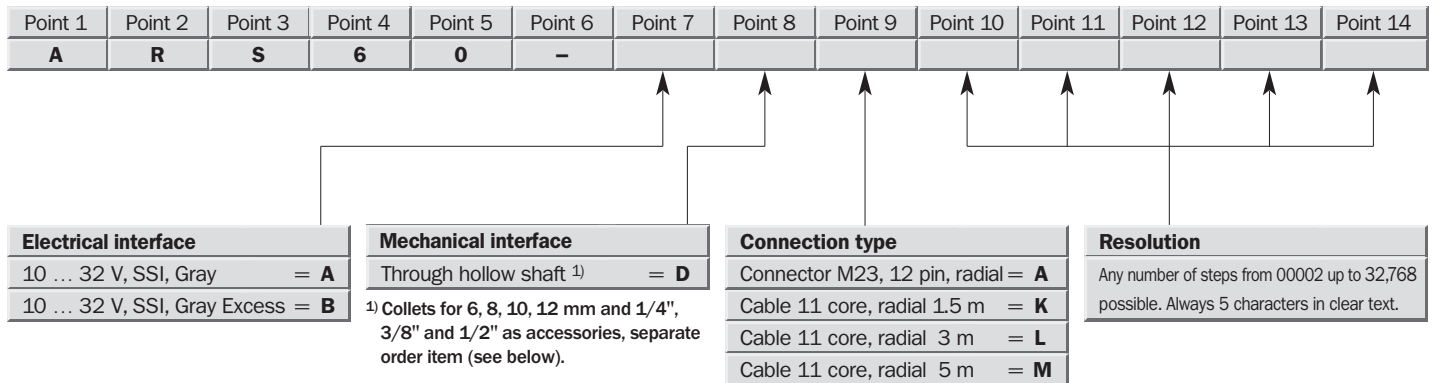 Point 1 Point 2 Point 3 Point 4 Point 5 Point 6 Point 7 Point 8 Point 9 Point 10 Point 11 Point 12 Point 13 Point 14
A R S 6 0 –
Electrical interface
10 … 32 V, SSI, Gray = A
10 … 32 V, SSI, Gray Excess = B
Mechanical interface
Through hollow shaft 1) = D
1) Collets for 6, 8, 10, 12 mm and 1/4",
3/8" and 1/2" as accessories, separate
order item (see below).
Connection type
Connector M23, 12 pin, radial = A
Cable 11 core, radial 1.5 m = K
Cable 11 core, radial 3 m = L
Cable 11 core, radial 5 m = M
Resolution
Any number of steps from 00002 up to 32,768
possible. Always 5 characters in clear text.